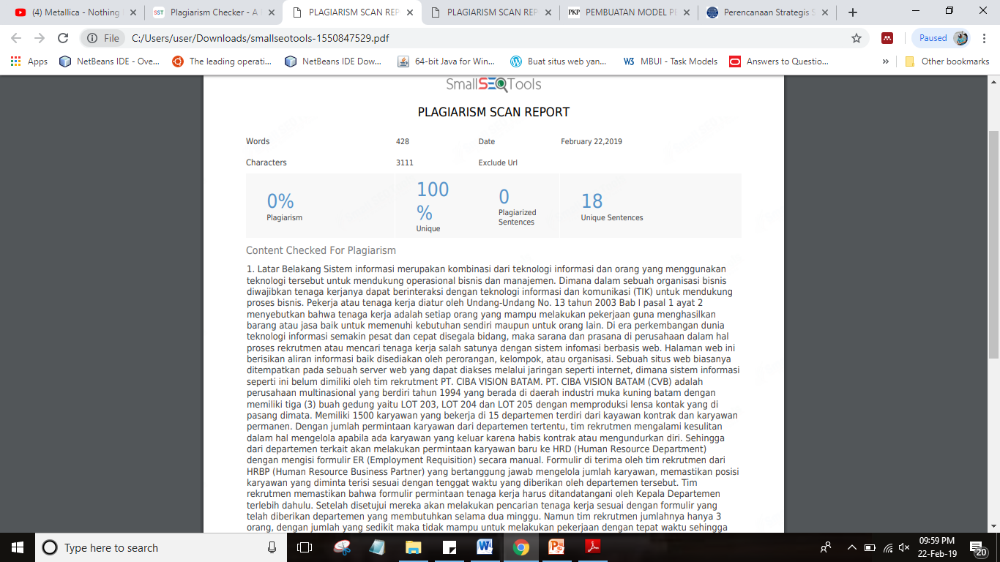 (4) Metallica - Nothing
Plagiarism Checker - A
PLAGIARISM SCAN REP
PLAGIARISM SCAN REP
PKP PEMBUATAN MODEL PE
Perencanaan Strategis S
File C:/Users/user/Downloads/smallseotools-1550847529.pdf
Paused
Apps
NetBeans IDE - Ove...
The leading operati...
NetBeans IDE Dow...
64-bit Java for Win...
Buat situs web yan...
W3 MBUI - Task Models
Answers to Questio...
»
Other bookmarks
SmallSEOTools
PLAGIARISM SCAN REPORT
Words 428 Date February 22,2019
Characters 3111 Exclude Url
0%
Plagiarism
100
%
Unique
0
Plagiarized
Sentences
18
Unique Sentences
Content Checked For Plagiarism
1. Latar Belakang Sistem informasi merupakan kombinasi dari teknologi informasi dan orang yang menggunakan
teknologi tersebut untuk mendukung operasional bisnis dan manajemen. Dimana dalam sebuah organisasi bisnis
diwajibkan tenaga kerjanya dapat berinteraksi dengan teknologi informasi dan komunikasi (TIK) untuk mendukung
proses bisnis. Pekerja atau tenaga kerja diatur oleh Undang-Undang No. 13 tahun 2003 Bab I pasal 1 ayat 2
menyebutkan bahwa tenaga kerja adalah setiap orang yang mampu melakukan pekerjaan guna menghasilkan
barang atau jasa baik untuk memenuhi kebutuhan sendiri maupun untuk orang lain. Di era perkembangan dunia
teknologi informasi semakin pesat dan cepat disegala bidang, maka sarana dan prasana di perusahaan dalam hal
proses rekrutmen atau mencari tenaga kerja salah satunya dengan sistem infomasi berbasis web. Halaman web ini
berisikan aliran informasi baik disediakan oleh perorangan, kelompok, atau organisasi. Sebuah situs web biasanya
ditempatkan pada sebuah server web yang dapat diakses melalui jaringan seperti internet, dimana sistem informasi
seperti ini belum dimiliki oleh tim rekrutment PT. CIBA VISION BATAM. PT. CIBA VISION BATAM (CVB) adalah
perusahaan multinasional yang berdiri tahun 1994 yang berada di daerah industri muka kuning batam dengan
memiliki tiga (3) buah gedung yaitu LOT 203, LOT 204 dan LOT 205 dengan memproduksi lensa kontak yang di
pasang dimata. Memiliki 1500 karyawan yang bekerja di 15 departemen terdiri dari kayawan kontrak dan karyawan
permanen. Dengan jumlah permintaan karyawan dari departemen tertentu, tim rekrutmen mengalami kesulitan
dalam hal mengelola apabila ada karyawan yang keluar karena habis kontrak atau mengundurkan diri. Sehingga
dari departemen terkait akan melakukan permintaan karyawan baru ke HRD (Human Resource Department)
dengan mengisi formulir ER (Employment Requisition) secara manual. Formulir di terima oleh tim rekrutmen dari
HRBP (Human Resource Business Partner) yang bertanggung jawab mengelola jumlah karyawan, memastikan posisi
karyawan yang diminta terisi sesuai dengan tenggat waktu yang diberikan oleh departemen tersebut. Tim
rekrutmen memastikan bahwa formulir permintaan tenaga kerja harus ditandatangani oleh Kepala Departemen
terlebih dahulu. Setelah disetujui mereka akan melakukan pencarian tenaga kerja sesuai dengan formulir yang
telah diberikan departemen yang membutuhkan selama dua minggu. Namun tim rekrutmen jumlahnya hanya 3
orang, dengan jumlah yang sedikit maka tidak mampu untuk melakukan pekerjaan dengan tepat waktu sehingga
Type here to search
09:59 PM
22-Feb-19
20